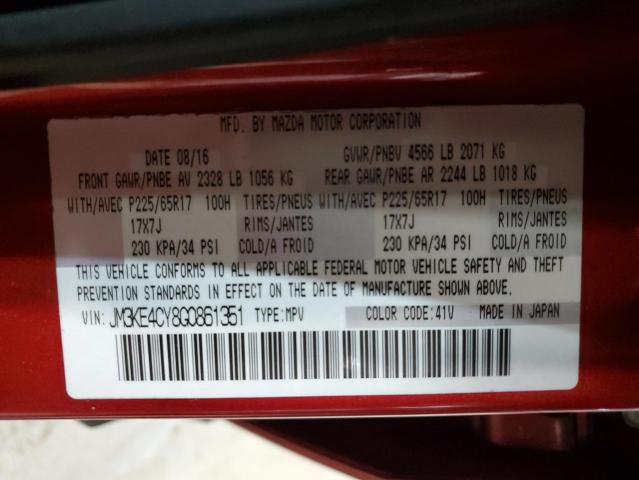 MFD. BY MAZDA MOTOR CORPORATION
DATE 08/16 GVWR/PNBV 4566 LB 2071 KG
FRONT GAWR/PNBE AV 2328 LB 1056 KG REAR GAWR/PNBE AR 2244 LB 1018 KG
WITH/AVEC P225/65R17 100H TIRES/PNEUS WITH/AVEC P225/65R17 100H TIRES/PNEUS
17X7J RIMS/JANTES 17X7J RIMS/JANTES
230 KPA/34 PSI COLD/A FROID 230 KPA/34 PSI COLD/A FROID
THIS VEHICLE CONFORMS TO ALL APPLICABLE FEDERAL MOTOR VEHICLE SAFETY AND THEFT
PREVENTION STANDARDS IN EFFECT ON THE DATE OF MANUFACTURE SHOWN ABOVE.
VIN: JM3KE4CY8G0861351 TYPE:MPV COLOR CODE:41V MADE IN JAPAN